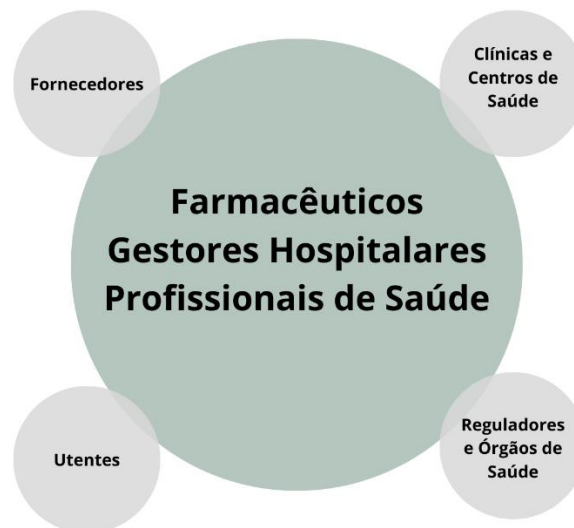 Fornecedores
Clínicas e
Centros de
Saúde
Farmacêuticos
Gestores Hospitalares
Profissionais de Saúde
Utentes
Reguladores
e Órgãos de
Saúde